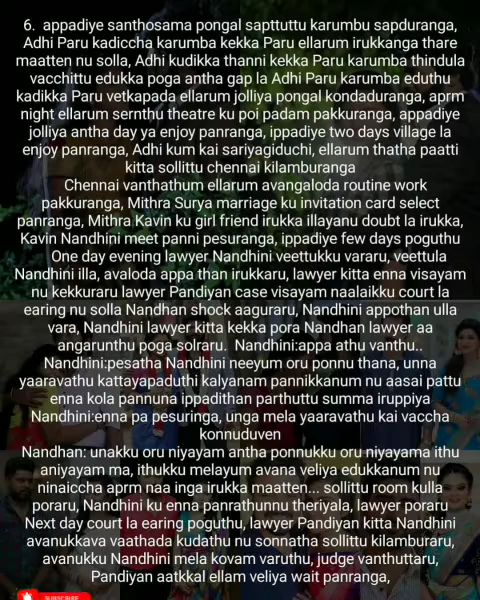 6. appadiye santhosama pongal sapttuttu karumbu sapduranga,
Adhi Paru kadiccha karumba kekka Paru ellarum irukkanga thare
maatten nu solla, Adhi kudikka thanni kekka Paru karumba thindula
vacchittu edukka poga antha gap la Adhi Paru karumba eduthu
kadikka Paru vetkapada ellarum jolliya pongal kondaduranga, aprm
night ellarum sernthu theatre ku poi padam pakkuranga, appadiye
jolliya antha day ya enjoy panranga, ippadiye two days village la
enjoy panranga, Adhi kum kai sariyagiduchi, ellarum thatha paatti
kitta sollittu chennai kilamburanga
Chennai vanthathum ellarum avangaloda routine work
pakkuranga, Mithra Surya marriage ku invitation card select
panranga, Mithra Kavin ku girl friend irukka illayanu doubt la irukka,
Kavin Nandhini meet panni pesuranga, ippadiye few days poguthu
One day evening lawyer Nandhini veettukku vararu, veettula
Nandhini illa, avaloda appa than irukkaru, lawyer kitta enna visayam
nu kekkuraru lawyer Pandiyan case visayam naalaikku court la
earing nu solla Nandhan shock aaguraru, Nandhini appothan ulla
vara, Nandhini lawyer kitta kekka pora Nandhan lawyer aa
angarunthu poga solraru. Nandhini:appa athu vanthu..
Nandhini:pesatha Nandhini neeyum oru ponnu thana, unna
yaaravathu kattayapaduthi kalyanam pannikkanum nu aasai pattu
enna kola pannuna ippadithan parthuttu summa iruppiya
Nandhini:enna pa pesuringa, unga mela yaaravathu kai vaccha
konnuduven
Nandhan: unakku oru niyayam antha ponnukku oru niyayama ithu
aniyayam ma, ithukku melayum avana veliya edukkanum nu
ninaiccha aprm naa inga irukka maatten... sollittu room kulla
poraru, Nandhini ku enna panrathunnu theriyala, lawyer poraru
Next day court la earing poguthu, lawyer Pandiyan kitta Nandhini
avanukkava vaathada kudathu nu sonnatha sollittu kilamburaru,
avanukku Nandhini mela kovam varuthu, judge vanthuttaru,
Pandiyan aatkkal ellam veliya wait panranga,
SUBSCRIBE